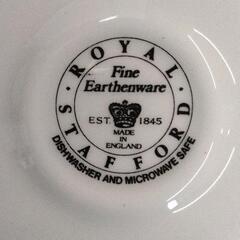 ROYAL
Fine
Earthenware
EST. 1845
MADE
IN
ENGLAND
STAFFORD
DISHWASHER AND MICROWAVE SAFE